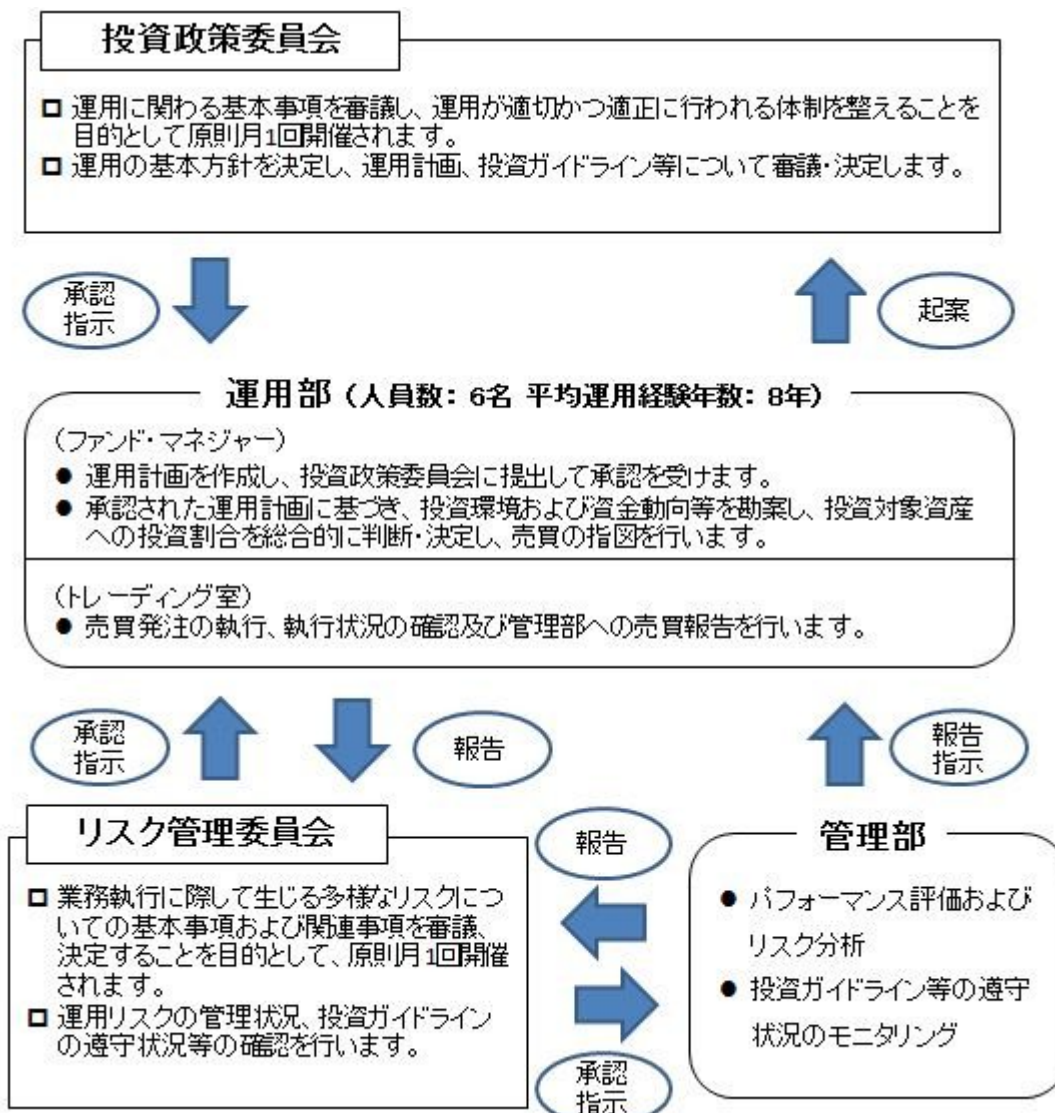 投資政策委員会
□ 運用に関わる基本事項を審議し、運用が適切かつ適正に行われる体制を整えることを
目的として原則月1回開催されます。
□ 運用の基本方針を決定し、運用計画、投資ガイドライン等について審議・決定します。
承認
指示
起案
運用部（人員数：6名 平均運用経験年数：8年）
（ファンド・マネジャー）
● 運用計画を作成し、投資政策委員会に提出して承認を受けます。
● 承認された運用計画に基づき、投資環境および資金動向等を勘案し、投資対象資産
への投資割合を総合的に判断・決定し、売買の指図を行います。
（トレーディング室）
● 売買発注の執行、執行状況の確認及び管理部への売買報告を行います。
承認
指示
報告
報告
指示
リスク管理委員会
□ 業務執行に際して生じる多様なリスクにつ
いての基本事項および関連事項を審議、
決定することを目的として、原則月1回開催
されます。
□ 運用リスクの管理状況、投資ガイドライン
の遵守状況等の確認を行います。
報告
承認
指示
管理部
● パフォーマンス評価および
リスク分析
● 投資ガイドライン等の遵守
状況のモニタリング